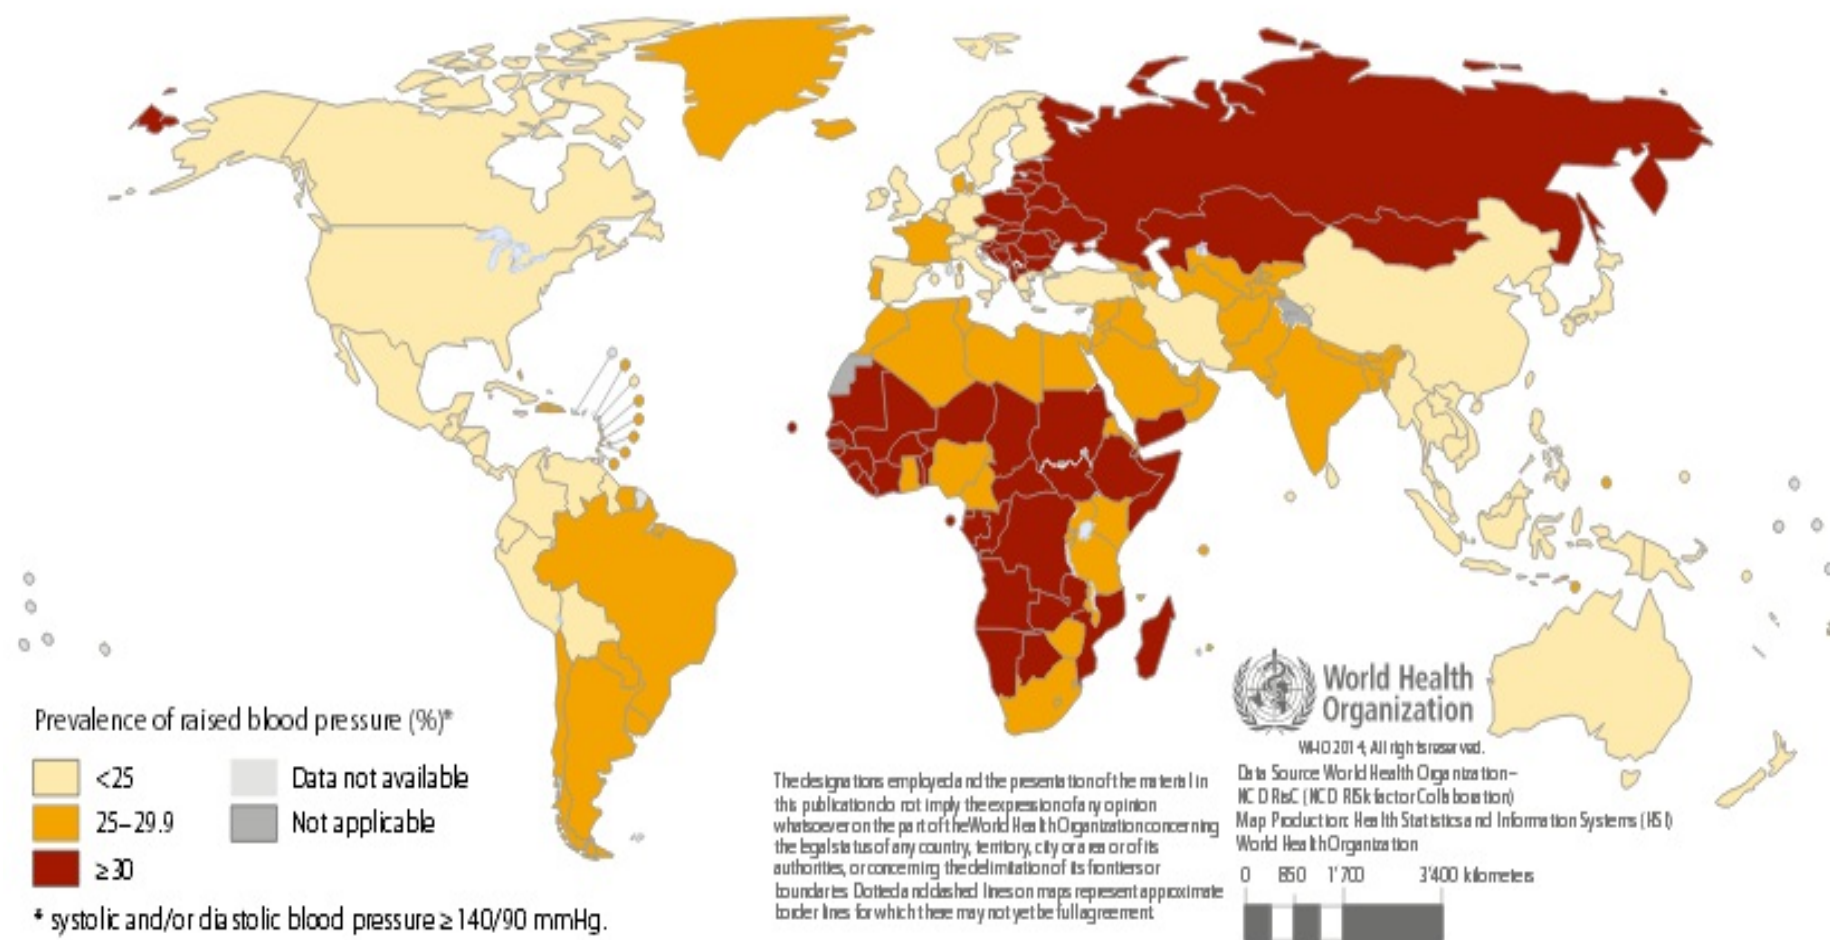 Prevalence of raised blood pressure (%)*
<25
25–29.9
≥30
Data not available
Not applicable
* systolic and/or diastolic blood pressure ≥ 140/90 mmHg.
The designations employed and the presentation of the material in
this publication do not imply the expression of any opinion
whatsoever on the part of the World Health Organization concerning
the legal status of any country, territory, city or area or of its
authorities, or concerning the delimitation of its frontiers or
boundaries. Dotted and dashed lines on maps represent approximate
border lines for which there may not yet be full agreement.
World Health
Organization
WHO 2014, All rights reserved.
Data Source World Health Organization–
NCD RisC (NCD RISk factor Collaboration)
Map Production: Health Statistics and Information Systems (HSI)
World Health Organization
0 850 1'700 3'400 kilometers